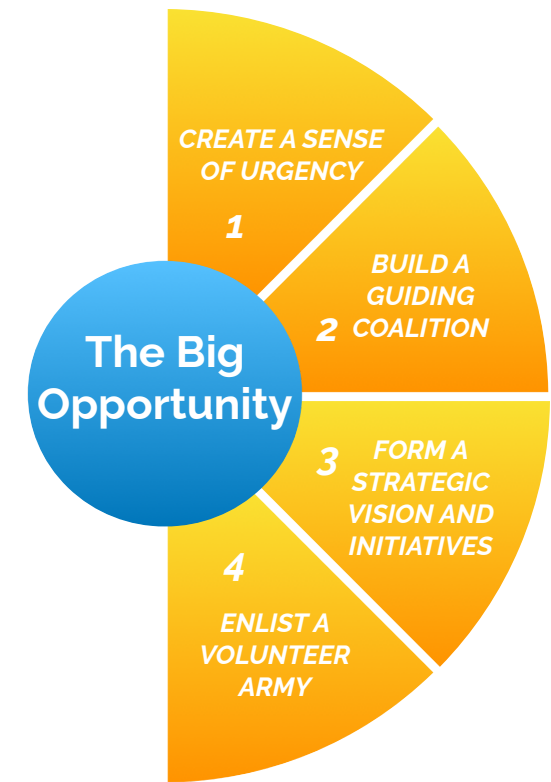 The Big
Opportunity
CREATE A SENSE
OF URGENCY
1
BUILD A
GUIDING
2 COALITION
3 FORM A
STRATEGIC
VISION AND
INITIATIVES
4
ENLIST A
VOLUNTEER
ARMY